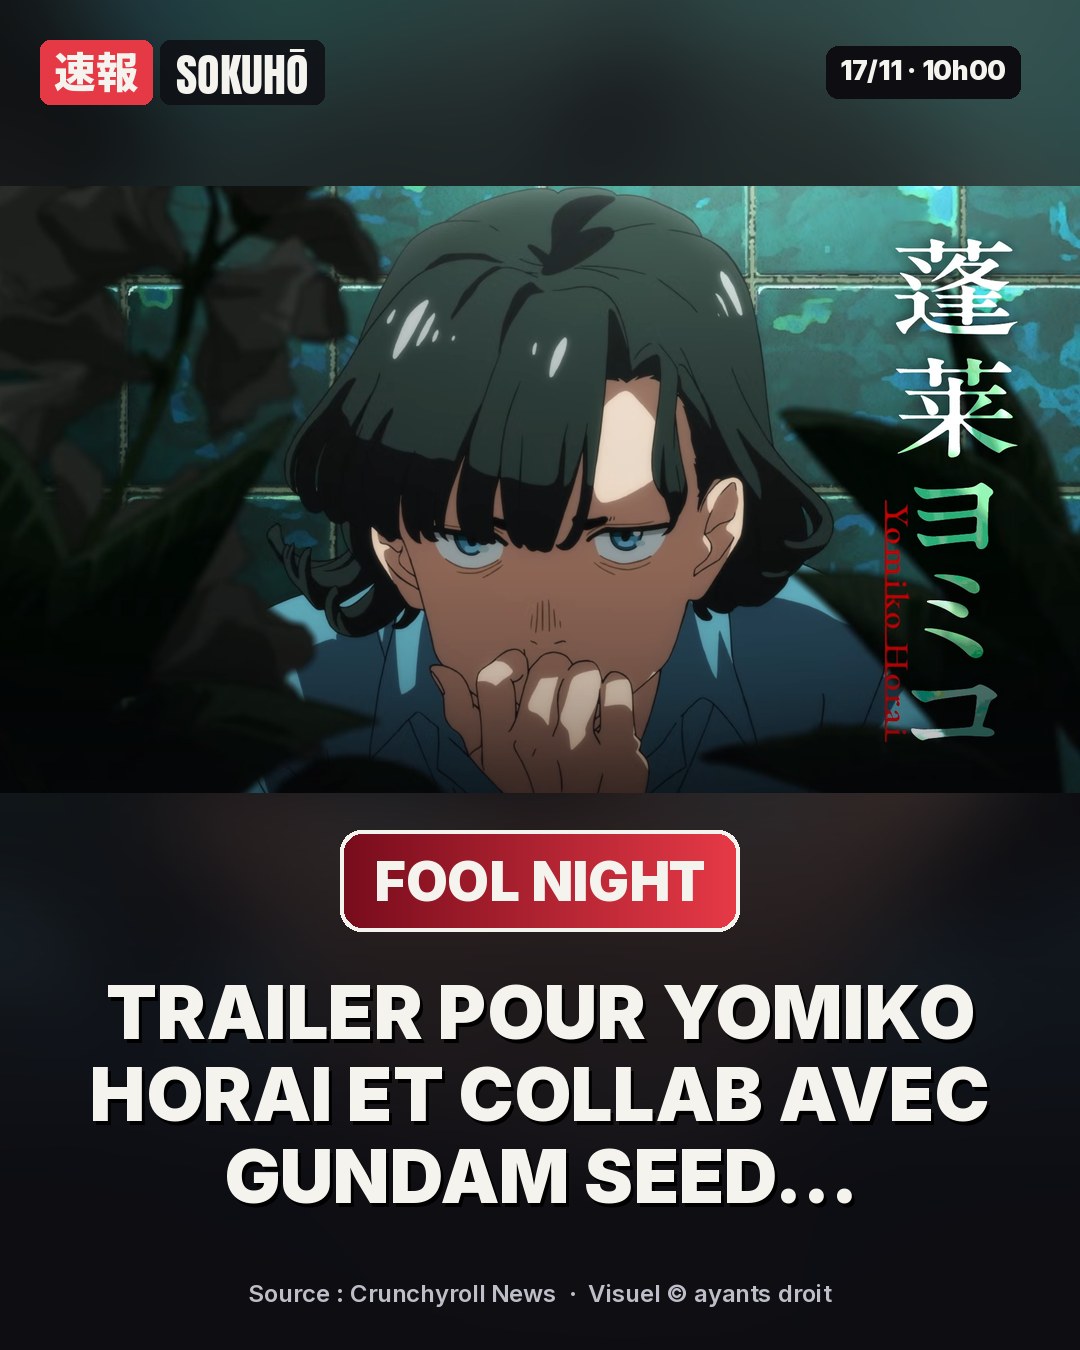 速報 SOKUHŌ
17/11 · 10h00
蓬莱ヨミコ
Yomiko Horai
FOOL NIGHT
TRAILER POUR YOMIKO
HORAI ET COLLAB AVEC
GUNDAM SEED...
Source : Crunchyroll News · Visuel © ayants droit